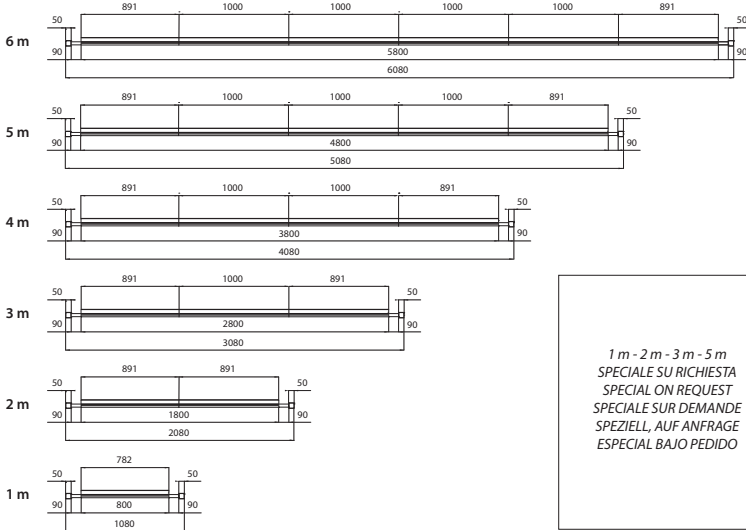 891 1000 1000 1000 1000 891
50 50
6 m
90 5800 90
6080
891 1000 1000 1000 891
50 50
5 m
90 4800 90
5080
891 1000 1000 891
50 50
4 m
90 3800 90
4080
891 1000 891
50 50
3 m
90 2800 90
3080
891 891
50 50
2 m
90 1800 90
2080
782
50 50
1 m
90 800 90
1080
1 m - 2 m - 3 m - 5 m
SPECIALE SU RICHIESTA
SPECIAL ON REQUEST
SPECIALE SUR DEMANDE
SPEZIELL, AUF ANFRAGE
ESPECIAL BAJO PEDIDO